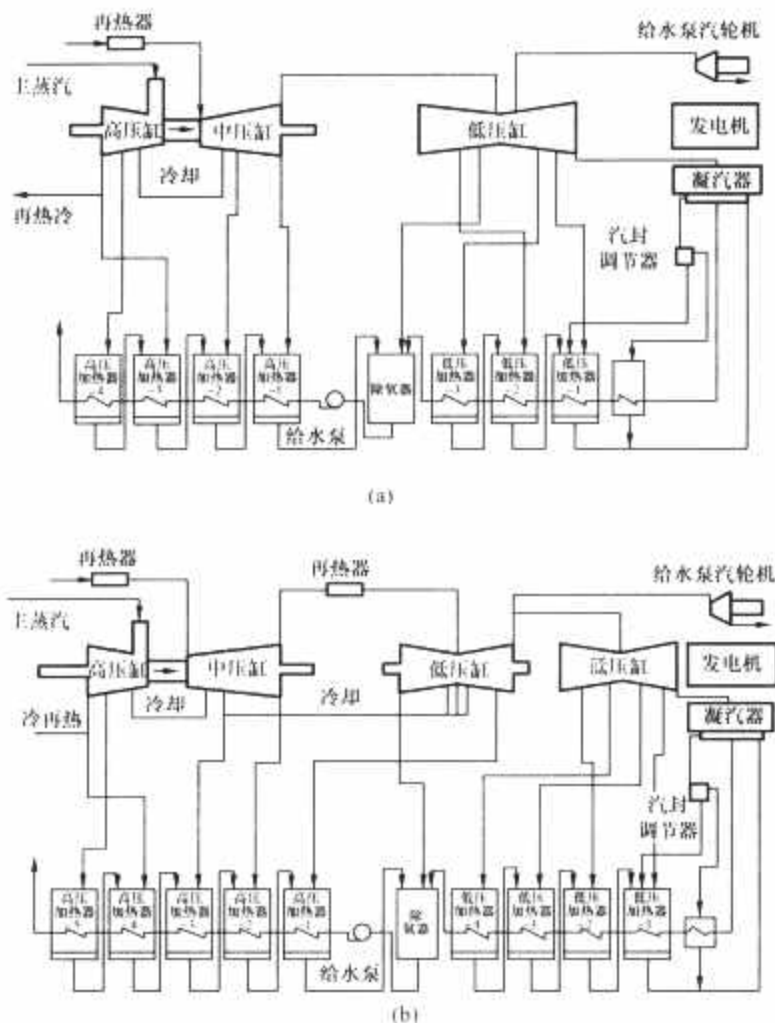 再热器
给水泵汽轮机
主蒸汽
高压缸
中压缸
低压缸
发电机
冷却
凝汽器
再热冷
汽封
调节器
高压
加热器
-4
高压
加热器
-3
高压
加热器
-2
高压
加热器
-1
除氧器
低压
加热器
-3
低压
加热器
-2
低压
加热器
-1
给水泵
(a)
再热器
再热器
给水泵汽轮机
主蒸汽
高压缸
中压缸
低压缸
低压缸
发电机
冷却
冷却
冷再热
凝汽器
汽封
调节器
高压
加热器
高压
加热器
高压
加热器
高压
加热器
高压
加热器
除
氧
器
低压
加热器
低压
加热器
低压
加热器
低压
加热器
给水泵
(b)